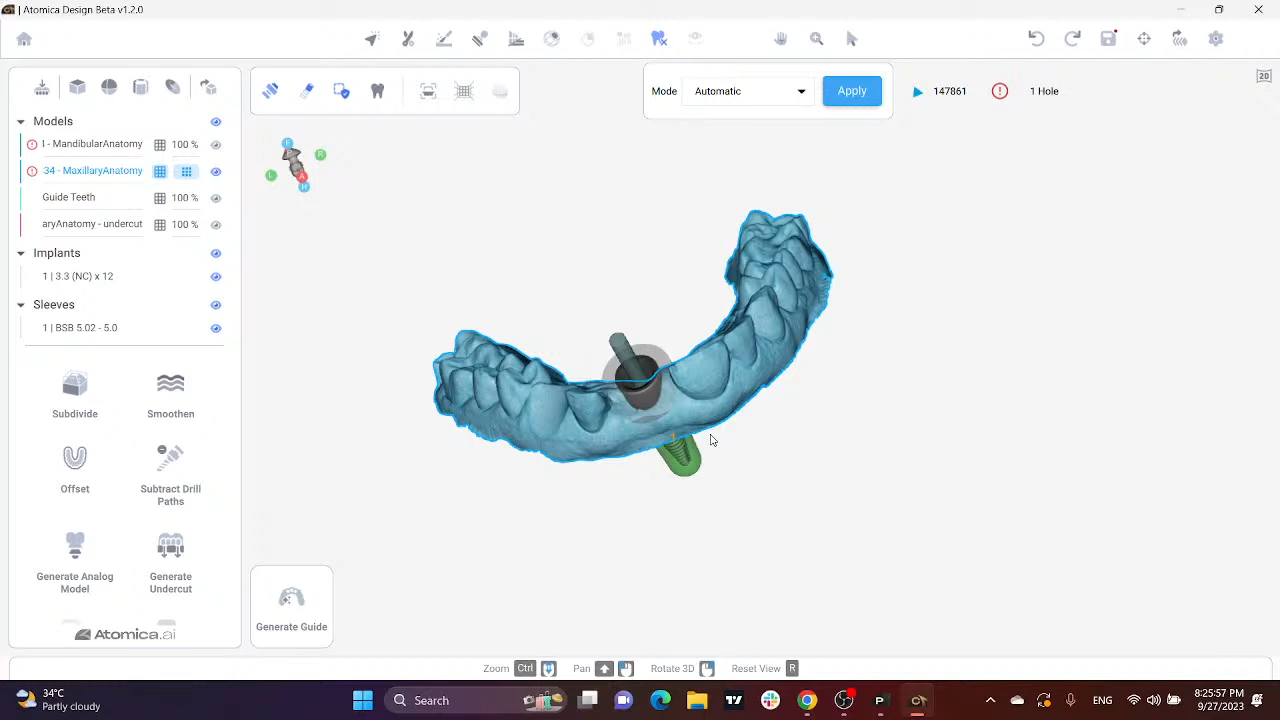 Atomica Design Beta v1.2.0
Mode Automatic Apply 147861 1 Hole
20
Models
I - MandibularAnatomy 100 %
34 - MaxillaryAnatomy
Guide Teeth 100 %
aryAnatomy - undercut 100 %
Implants
1 | 3.3 (NC) x 12
Sleeves
1 | BSB 5.02 - 5.0
F
R
L
A
H
Subdivide Smoothen
Offset Subtract Drill
Paths
Generate Analog
Model
Generate
Undercut
Atomica.ai
Generate Guide
Zoom Ctrl Pan Rotate 3D Reset View R
34°C
Partly cloudy
Search
ENG
8:25:57 PM
9/27/2023